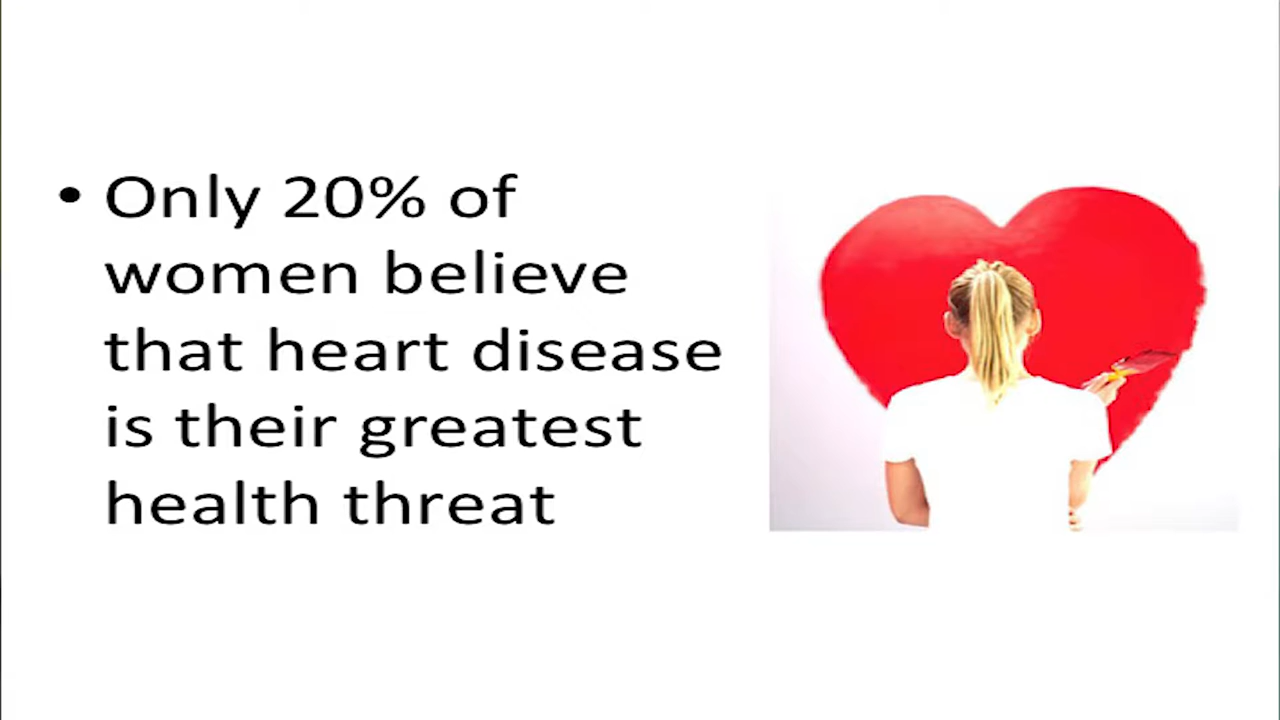 • Only 20% of
women believe
that heart disease
is their greatest
health threat